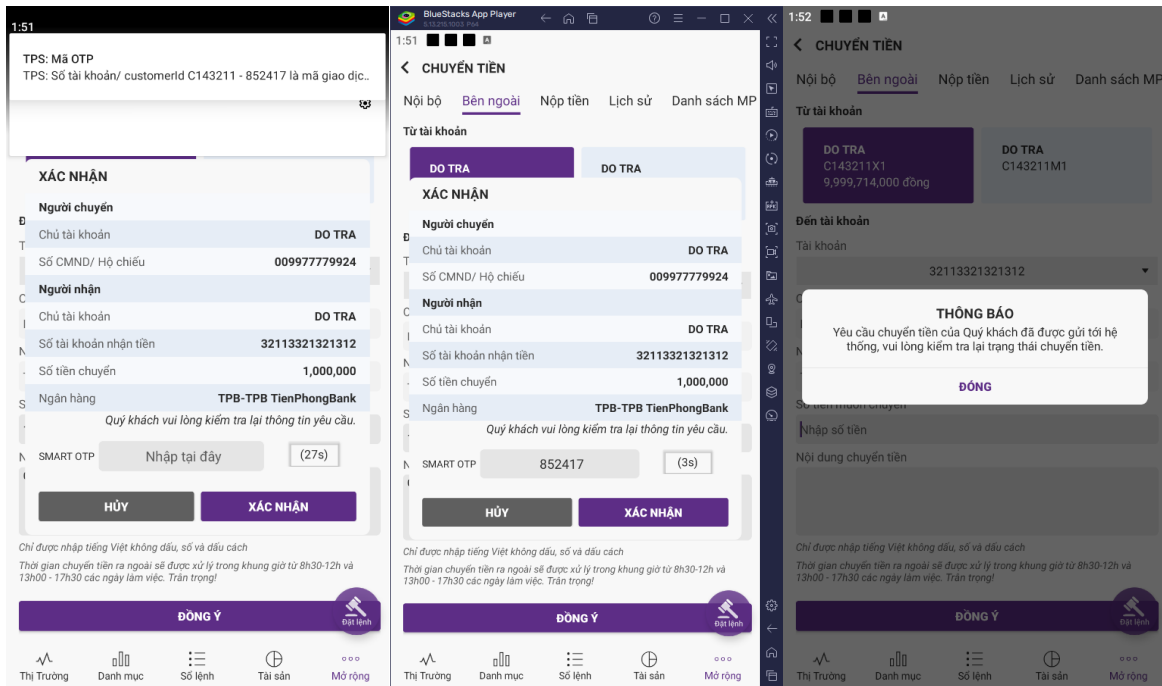 1:51
TPS: Mã OTP
TPS: Số tài khoản/ customerId C143211 - 852417 là mã giao dịc..
XÁC NHẬN
Người chuyển
Chủ tài khoản DO TRA
Số CMND/ Hộ chiếu 009977779924
Người nhận
Chủ tài khoản DO TRA
Số tài khoản nhận tiền 32113321321312
Số tiền chuyển 1,000,000
Ngân hàng TPB-TPB TienPhongBank
Quý khách vui lòng kiểm tra lại thông tin yêu cầu.
SMART OTP Nhập tại đây (27s)
HỦY XÁC NHẬN
Chỉ được nhập tiếng Việt không dấu, số và dấu cách
Thời gian chuyển tiền ra ngoài sẽ được xử lý trong khung giờ từ 8h30-12h và
13h00 - 17h30 các ngày làm việc. Trân trọng!
ĐỒNG Ý
Đặt lệnh
Thị Trường Danh mục Sổ lệnh Tài sản Mở rộng
BlueStacks App Player
5.13.215.1003 P64
1:51
CHUYỂN TIỀN
Nội bộ Bên ngoài Nộp tiền Lịch sử Danh sách MP
Từ tài khoản
DO TRA DO TRA
XÁC NHẬN
Người chuyển
Chủ tài khoản DO TRA
Số CMND/ Hộ chiếu 009977779924
Người nhận
Chủ tài khoản DO TRA
Số tài khoản nhận tiền 32113321321312
Số tiền chuyển 1,000,000
Ngân hàng TPB-TPB TienPhongBank
Quý khách vui lòng kiểm tra lại thông tin yêu cầu.
SMART OTP 852417 (3s)
HỦY XÁC NHẬN
Chỉ được nhập tiếng Việt không dấu, số và dấu cách
Thời gian chuyển tiền ra ngoài sẽ được xử lý trong khung giờ từ 8h30-12h và
13h00 - 17h30 các ngày làm việc. Trân trọng!
ĐỒNG Ý
Đặt lệnh
Thị Trường Danh mục Sổ lệnh Tài sản Mở rộng
1:52
CHUYỂN TIỀN
Nội bộ Bên ngoài Nộp tiền Lịch sử Danh sách MP
Từ tài khoản
DO TRA DO TRA
C143211X1 C143211M1
9,999,714,000 đồng
Đến tài khoản
Tài khoản
32113321321312
THÔNG BÁO
Yêu cầu chuyển tiền của Quý khách đã được gửi tới hệ
thống, vui lòng kiểm tra lại trạng thái chuyển tiền.
ĐÓNG
Số tiền muốn chuyển
Nhập số tiền
Nội dung chuyển tiền
Chỉ được nhập tiếng Việt không dấu, số và dấu cách
Thời gian chuyển tiền ra ngoài sẽ được xử lý trong khung giờ từ 8h30-12h và
13h00 - 17h30 các ngày làm việc. Trân trọng!
ĐỒNG Ý
Đặt lệnh
Thị Trường Danh mục Sổ lệnh Tài sản Mở rộng